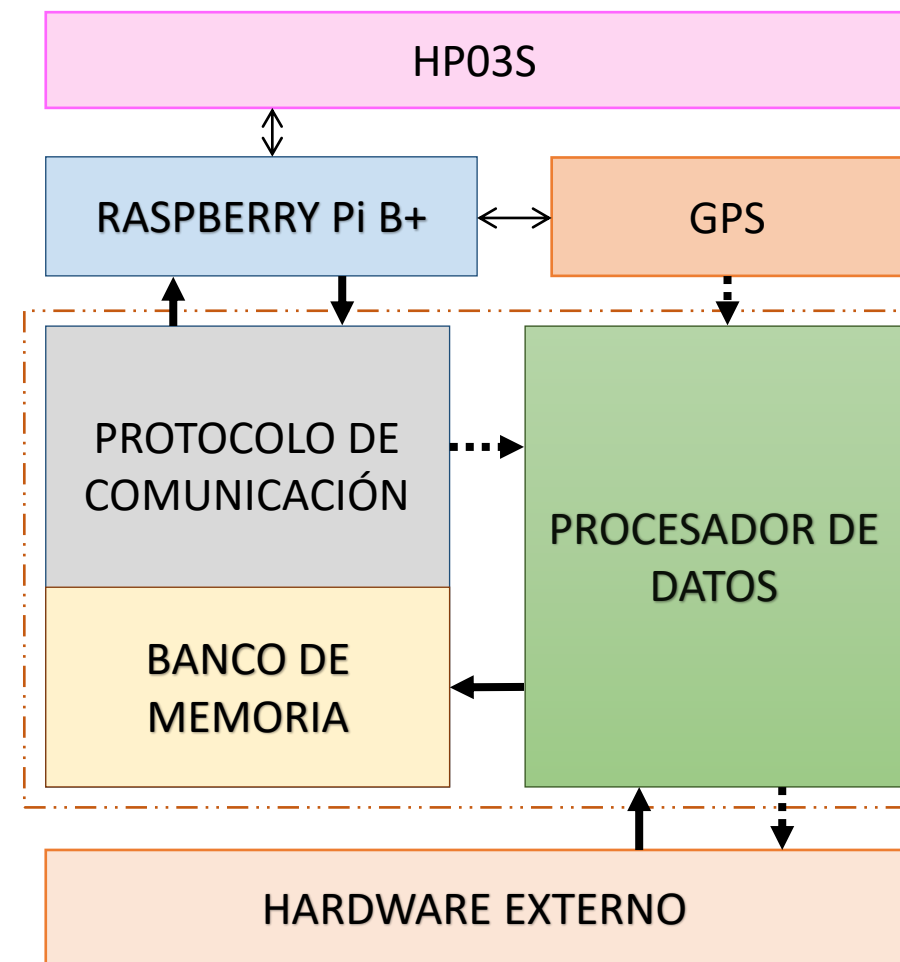 HP03S
RASPBERRY Pi B+
GPS
PROTOCOLO DE
COMUNICACIÓN
PROCESADOR DE
DATOS
BANCO DE
MEMORIA
HARDWARE EXTERNO